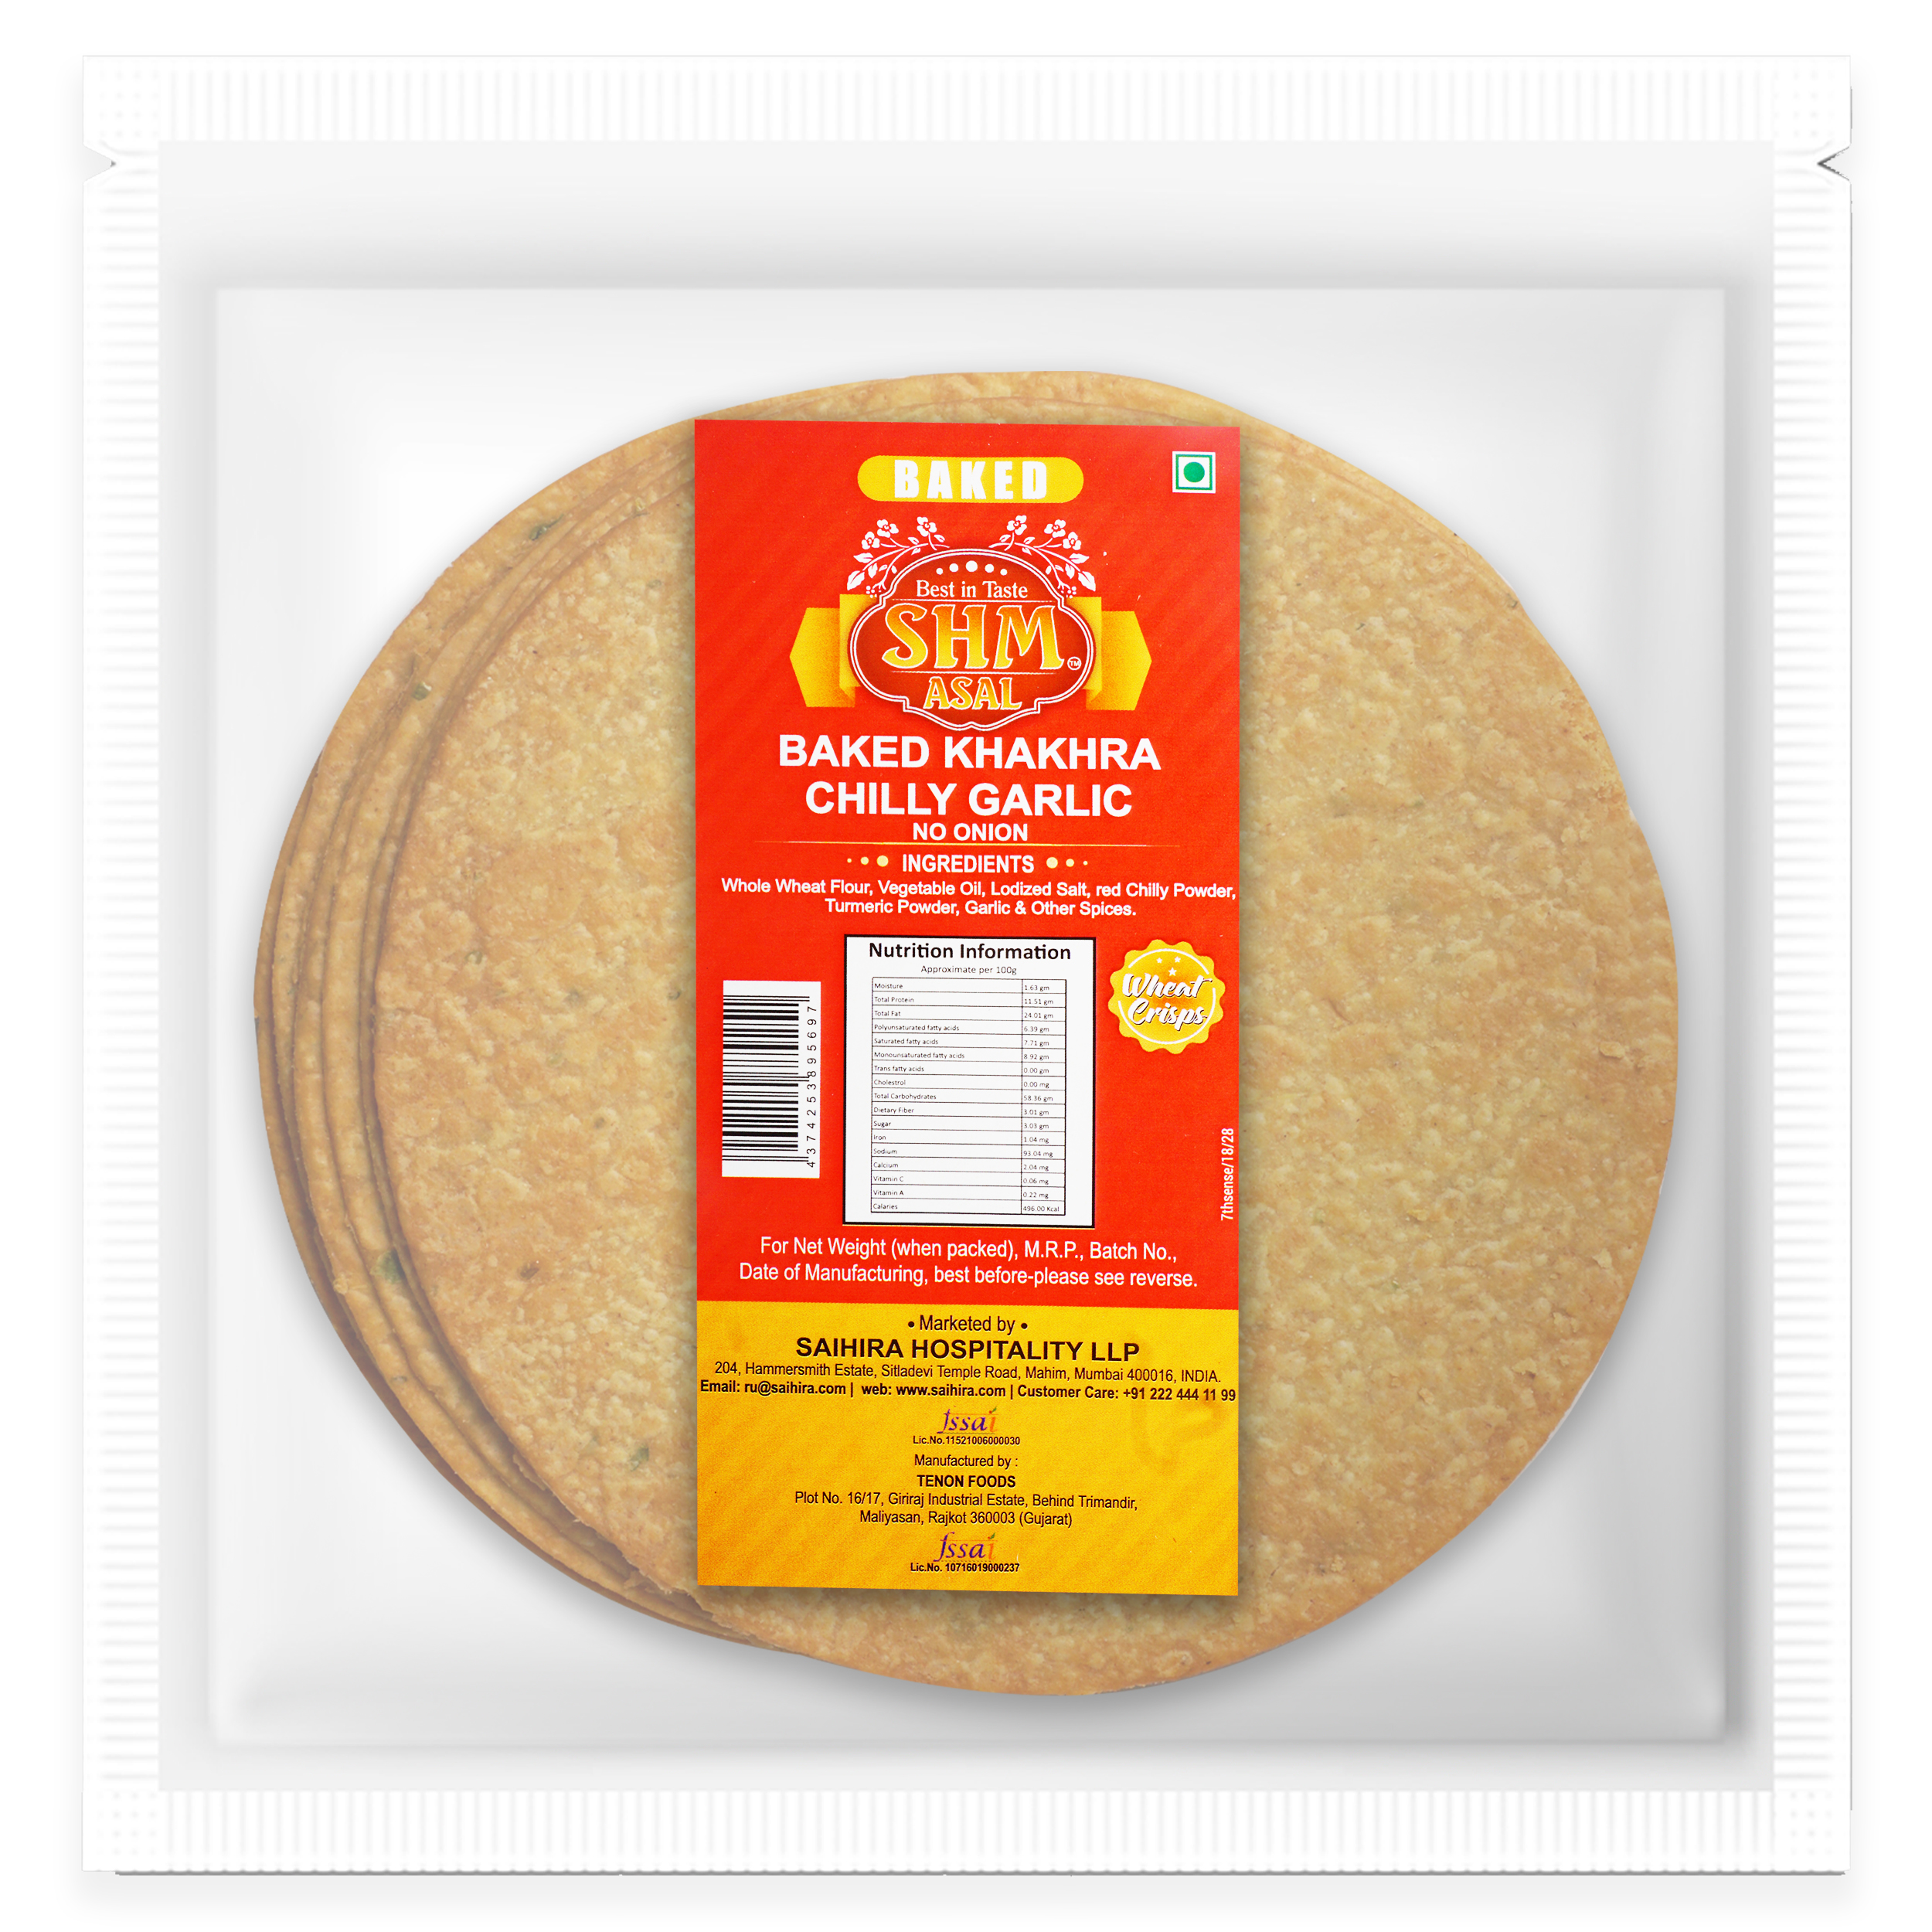 BAKED
Best in Taste
SHM TM
ASAL
BAKED KHAKHRA
CHILLY GARLIC
NO ONION
INGREDIENTS
Whole Wheat Flour, Vegetable Oil, Lodized Salt, red Chilly Powder,
Turmeric Powder, Garlic & Other Spices.
Nutrition Information
Approximate per 100g
Moisture 1.63 gm
Total Protein 11.51 gm
Total Fat 24.01 gm
Polyunsaturated fatty acids 6.39 gm
Saturated fatty acids 7.71 gm
Monounsaturated fatty acids 8.92 gm
Trans fatty acids 0.00 gm
Cholestrol 0.00 mg
Total Carbohydrates 58.36 gm
Dietary Fiber 3.01 gm
Sugar 3.03 gm
Iron 1.04 mg
Sodium 93.04 mg
Calcium 2.04 mg
Vitamin C 0.06 mg
Vitamin A 0.22 mg
Calaries 496.00 Kcal
Wheat
Crisps
4374253895697
7thsense/18/28
For Net Weight (when packed), M.R.P., Batch No.,
Date of Manufacturing, best before-please see reverse.
• Marketed by •
SAIHIRA HOSPITALITY LLP
204, Hammersmith Estate, Sitladevi Temple Road, Mahim, Mumbai 400016, INDIA.
Email: ru@saihira.com | web: www.saihira.com | Customer Care: +91 222 444 11 99
fssai
Lic.No.11521006000030
Manufactured by :
TENON FOODS
Plot No. 16/17, Giriraj Industrial Estate, Behind Trimandir,
Maliyasan, Rajkot 360003 (Gujarat)
fssai
Lic.No. 10716019000237